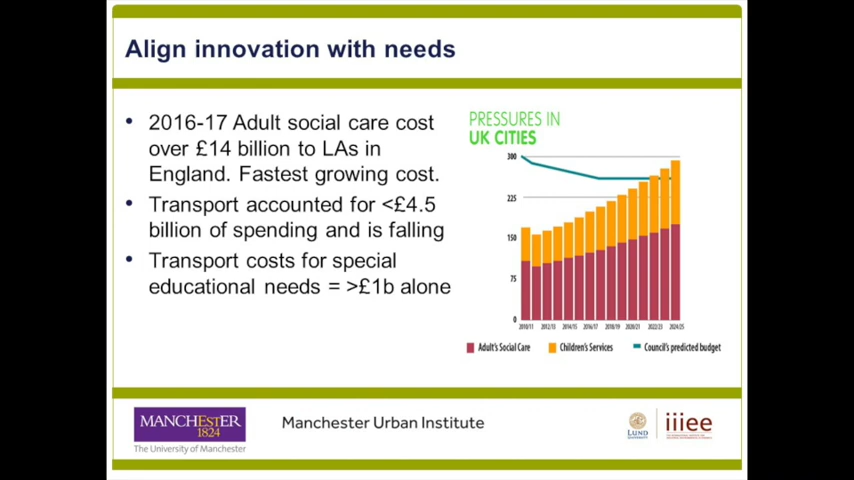 Align innovation with needs
• 2016-17 Adult social care cost
over £14 billion to LAs in
England. Fastest growing cost.
• Transport accounted for <£4.5
billion of spending and is falling
• Transport costs for special
educational needs = >£1b alone
PRESSURES IN
UK CITIES
300
225
150
75
0
2010/11 2012/13 2014/15 2016/17 2018/19 2020/21 2022/23 2024/25
Adult's Social Care Children's Services Council's predicted budget
MANCHESTER
1824
The University of Manchester
Manchester Urban Institute
LUND
UNIVERSITY
iiiee